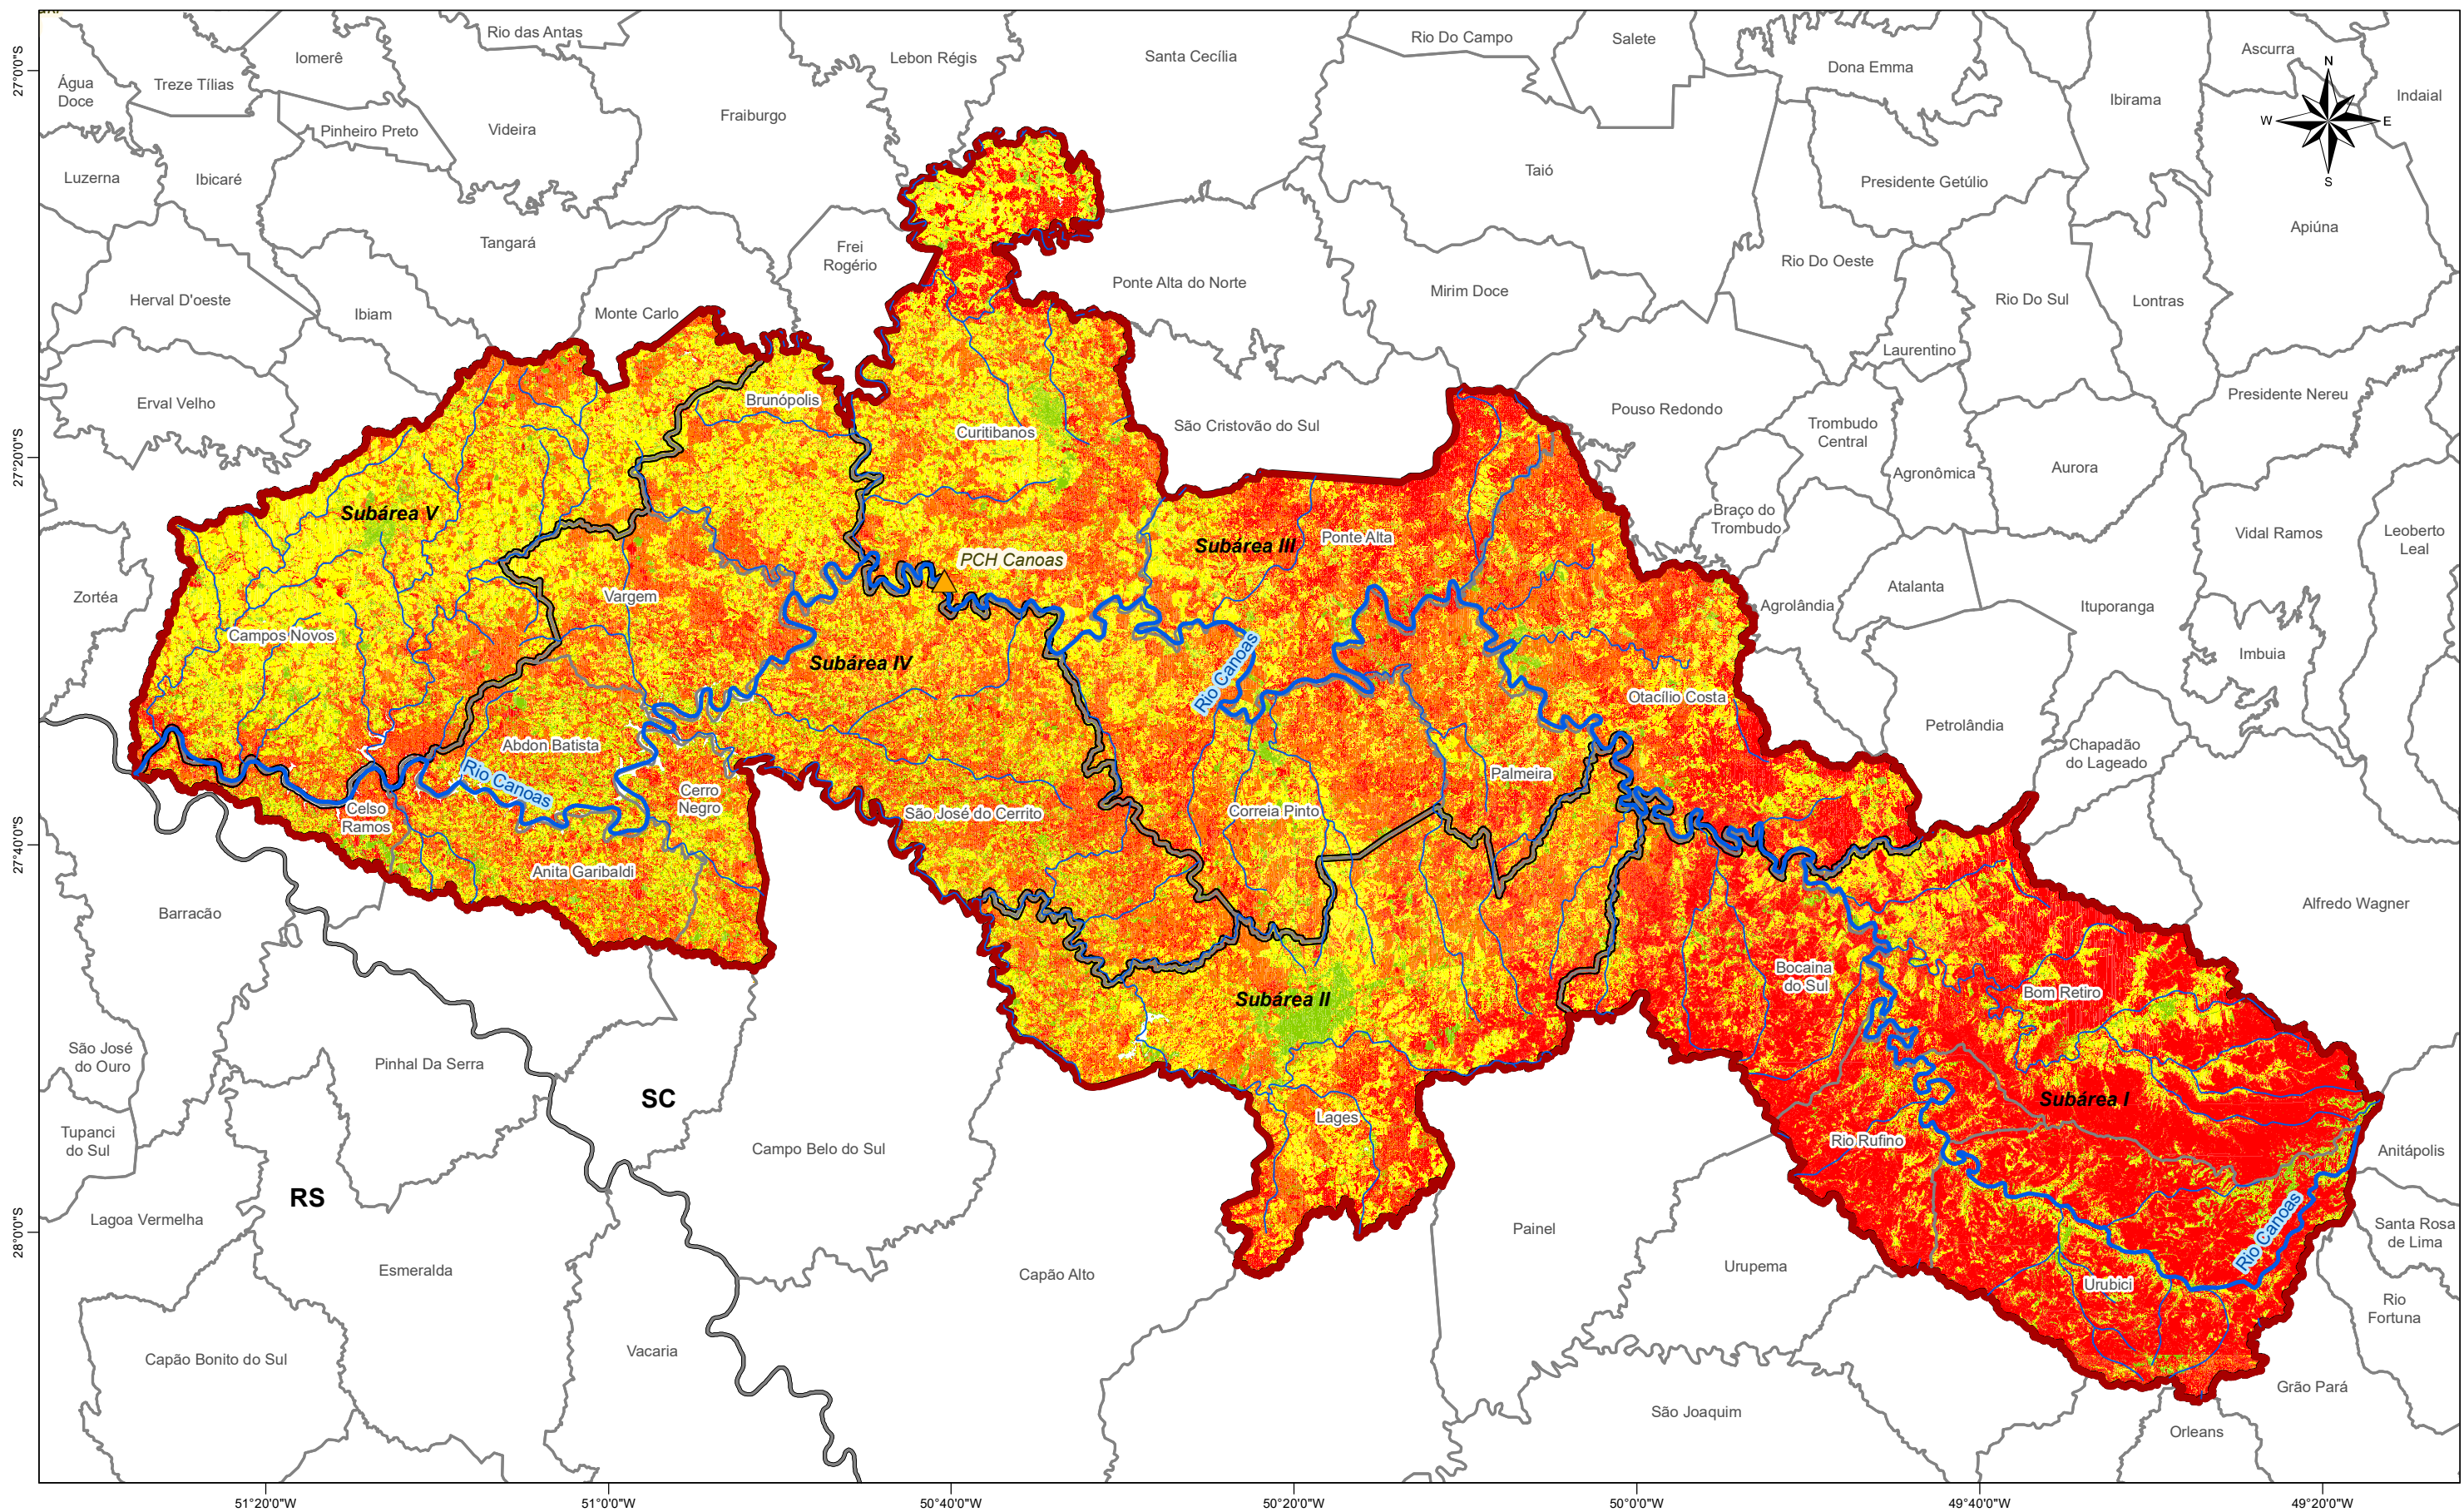 Rio das Antas
Lebon Régis
Santa Cecília
Rio Do Campo
Salete
Ascurra
Iomerê
Água
Doce
Treze Tílias
Dona Emma
N
W
E
S
Indaial
Ibirama
27°0'0"S
Pinheiro Preto
Videira
Fraiburgo
Luzerna
Ibicaré
Taió
Presidente Getúlio
Apiúna
Tangará
Frei
Rogério
Rio Do Oeste
Ponte Alta do Norte
Mirim Doce
Rio Do Sul
Lontras
Herval D'oeste
Ibiam
Monte Carlo
Laurentino
Erval Velho
Brunópolis
Curitibanos
São Cristovão do Sul
Pouso Redondo
Presidente Nereu
Trombudo
Central
Agronômica
Aurora
27°20'0"S
Subárea V
Subárea III
Ponte Alta
Braço do
Trombudo
Vidal Ramos
Leoberto
Leal
PCH Canoas
Zortéa
Vargem
Agrolândia
Atalanta
Ituporanga
Campos Novos
Subárea IV
Rio Canoas
Imbuia
Otacílio Costa
Petrolândia
Chapadão
do Lageado
Abdon Batista
Rio Canoas
Cerro
Negro
Palmeira
Celso
Ramos
São José do Cerrito
Correia Pinto
27°40'0"S
Anita Garibaldi
Barracão
Alfredo Wagner
Subárea II
Bocaina
do Sul
Bom Retiro
São José
do Ouro
Pinhal Da Serra
SC
Subárea I
Lages
Rio Rufino
Tupanci
do Sul
Campo Belo do Sul
Anitápolis
RS
Lagoa Vermelha
Painel
Rio Canoas
Santa Rosa
de Lima
28°0'0"S
Esmeralda
Capão Alto
Urupema
Urubici
Rio
Fortuna
Capão Bonito do Sul
Vacaria
Grão Pará
São Joaquim
Orleans
51°20'0"W
51°0'0"W
50°40'0"W
50°20'0"W
50°0'0"W
49°40'0"W
49°20'0"W